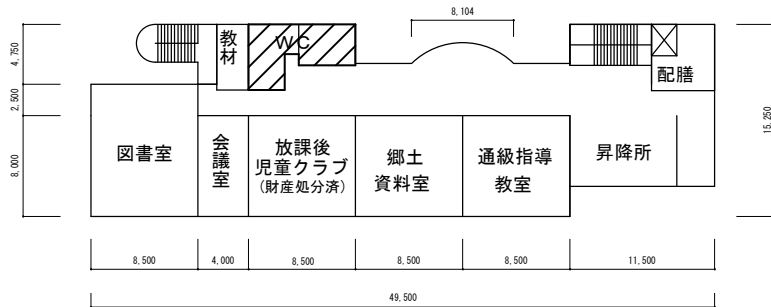 8,104
4,750
2,500
8,000
15,250
教材
WC
配膳
図書室
会議室
放課後
児童クラブ
(財産処分済)
郷土
資料室
通級指導
教室
昇降所
8,500
4,000
8,500
8,500
8,500
11,500
49,500